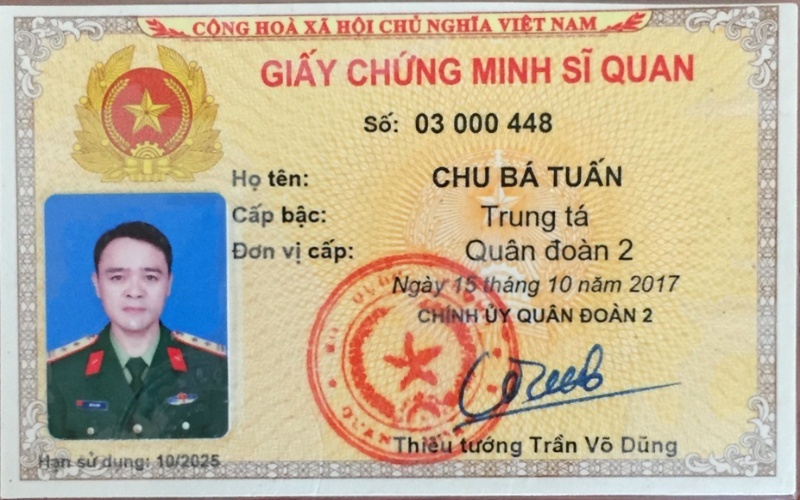 CỘNG HOÀ XÃ HỘI CHỦ NGHĨA VIỆT NAM
GIẤY CHỨNG MINH SĨ QUAN
Số: 03 000 448
Họ tên: CHU BÁ TUẤN
Cấp bậc: Trung tá
Đơn vị cấp: Quân đoàn 2
Ngày 15 tháng 10 năm 2017
CHÍNH ỦY QUÂN ĐOÀN 2
Thiếu tướng Trần Võ Dũng
Hạn sử dụng: 10/2025